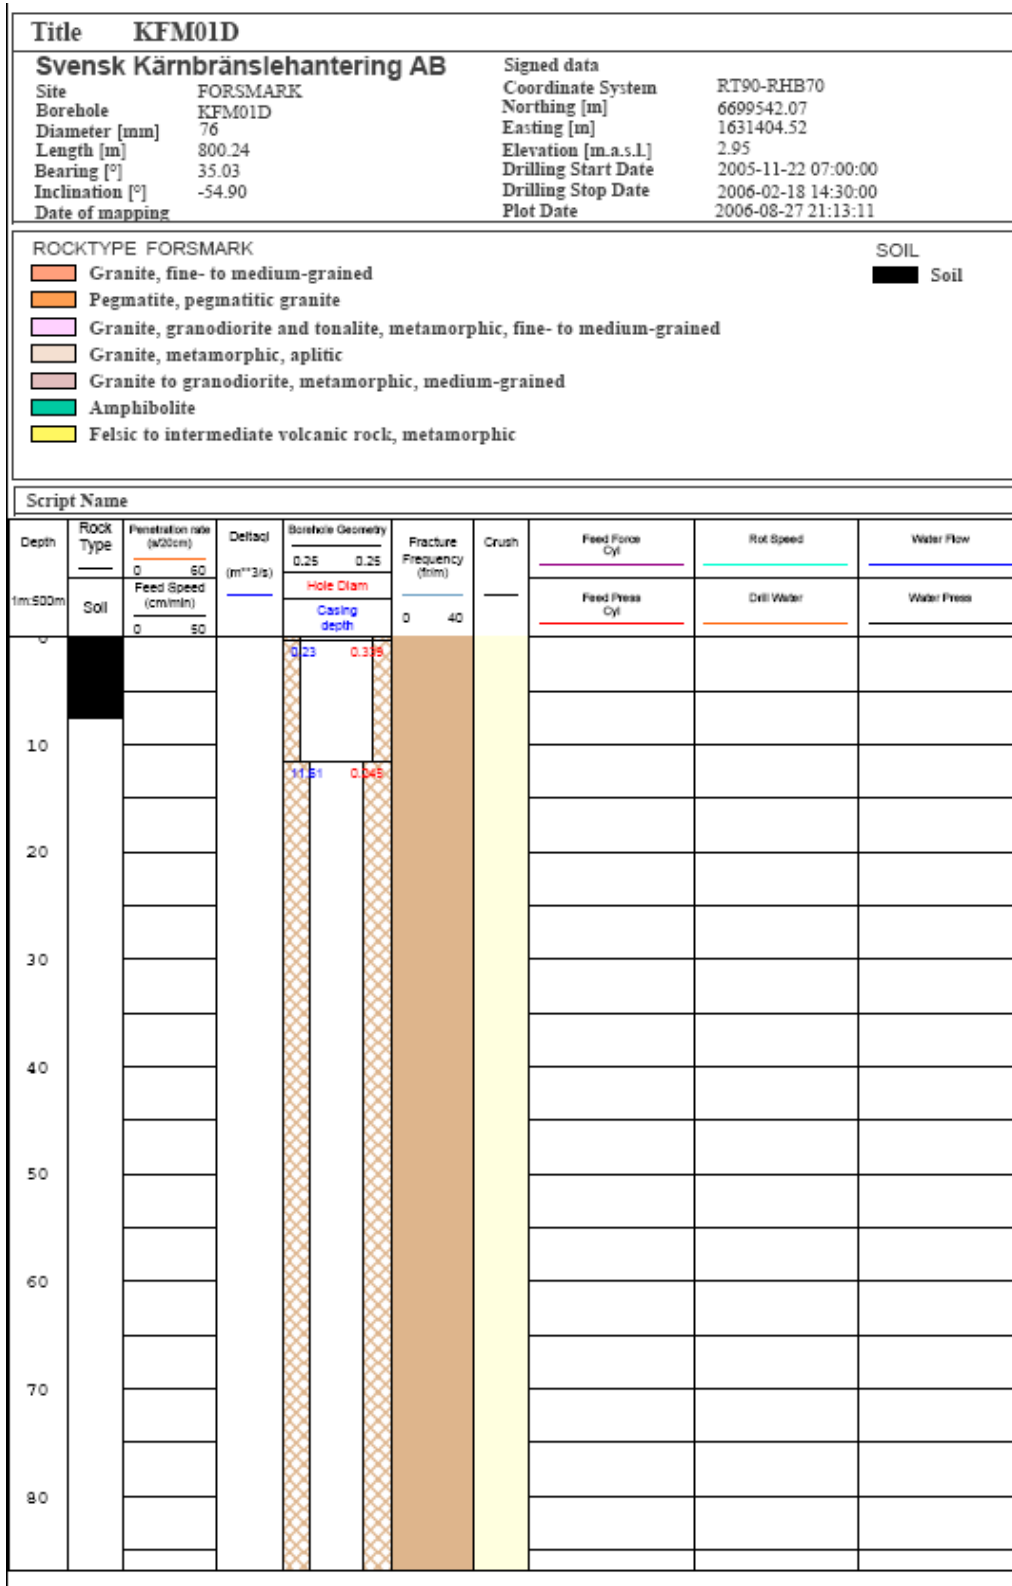 Title KFM01D
Svensk Kärnbränslehantering AB
Site FORSMARK
Borehole KFM01D
Diameter [mm] 76
Length [m] 800.24
Bearing [°] 35.03
Inclination [°] -54.90
Date of mapping
Signed data
Coordinate System RT90-RHB70
Northing [m] 6699542.07
Easting [m] 1631404.52
Elevation [m.a.s.l.] 2.95
Drilling Start Date 2005-11-22 07:00:00
Drilling Stop Date 2006-02-18 14:30:00
Plot Date 2006-08-27 21:13:11
ROCKTYPE FORSMARK
Granite, fine- to medium-grained
Pegmatite, pegmatitic granite
Granite, granodiorite and tonalite, metamorphic, fine- to medium-grained
Granite, metamorphic, aplitic
Granite to granodiorite, metamorphic, medium-grained
Amphibolite
Felsic to intermediate volcanic rock, metamorphic
SOIL
Soil
Script Name
Depth
1m:500m
Rock
Type
Soil
Penetration rate
(s/20cm)
0 60
Feed Speed
(cm/min)
0 50
Deltaql
(m**3/s)
Borehole Geometry
0.25 0.25
Hole Diam
Casing
depth
Fracture
Frequency
(fr/m)
0 40
Crush
Feed Force
Cyl
Feed Press
Cyl
Rot Speed
Drill Water
Water Flow
Water Press
0
0.23 0.339
10
11.61
20
30
40
50
60
70
80